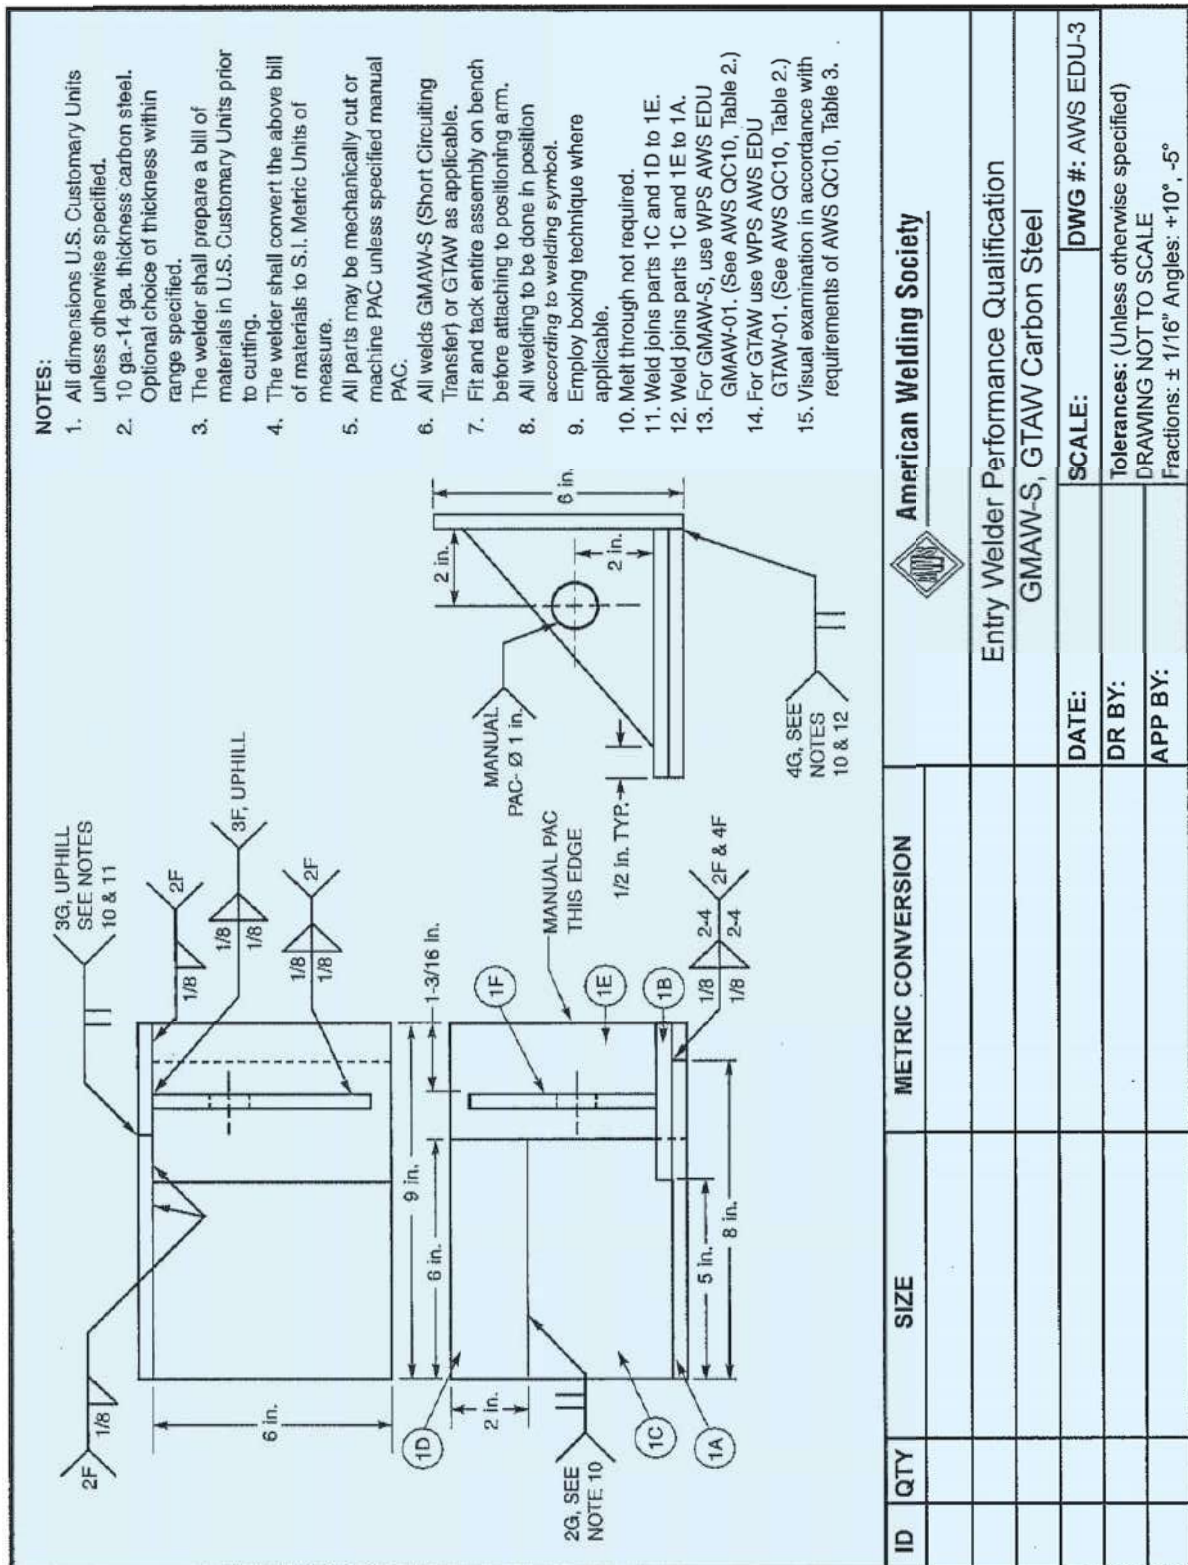 NOTES:
1. All dimensions U.S. Customary Units
unless otherwise specified.
2. 10 ga.-14 ga. thickness carbon steel.
Optional choice of thickness within
range specified.
3. The welder shall prepare a bill of
materials in U.S. Customary Units prior
to cutting.
4. The welder shall convert the above bill
of materials to S.I. Metric Units of
measure.
5. All parts may be mechanically cut or
machine PAC unless specified manual
PAC.
6. All welds GMAW-S (Short Circuiting
Transfer) or GTAW as applicable.
7. Fit and tack entire assembly on bench
before attaching to positioning arm.
8. All welding to be done in position
according to welding symbol.
9. Employ boxing technique where
applicable.
10. Melt through not required.
11. Weld joins parts 1C and 1D to 1E.
12. Weld joins parts 1C and 1E to 1A.
13. For GMAW-S, use WPS AWS EDU
GMAW-01. (See AWS QC10, Table 2.)
14. For GTAW use WPS AWS EDU
GTAW-01. (See AWS QC10, Table 2.)
15. Visual examination in accordance with
requirements of AWS QC10, Table 3.
3G, UPHILL
SEE NOTES
10 & 11
2F
1/8
3F, UPHILL
1/8
1/8
2F
1/8
1/8
2F
1/8
6 in.
9 in.
1-3/16 in.
6 in.
1D
2 in.
2G, SEE
NOTE 10
1C
1A
5 in.
8 in.
1F
1E
1B
MANUAL PAC
THIS EDGE
1/8 2-4
1/8 2-4
2F & 4F
MANUAL
PAC- Ø 1 in.
2 in.
2 in.
6 in.
1/2 in. TYP.
4G, SEE
NOTES
10 & 12
ID QTY SIZE METRIC CONVERSION
AWS American Welding Society
Entry Welder Performance Qualification
GMAW-S, GTAW Carbon Steel
DATE: SCALE: DWG #: AWS EDU-3
DR BY: Tolerances: (Unless otherwise specified)
DRAWING NOT TO SCALE
APP BY: Fractions: ± 1/16" Angles: +10°, -5°